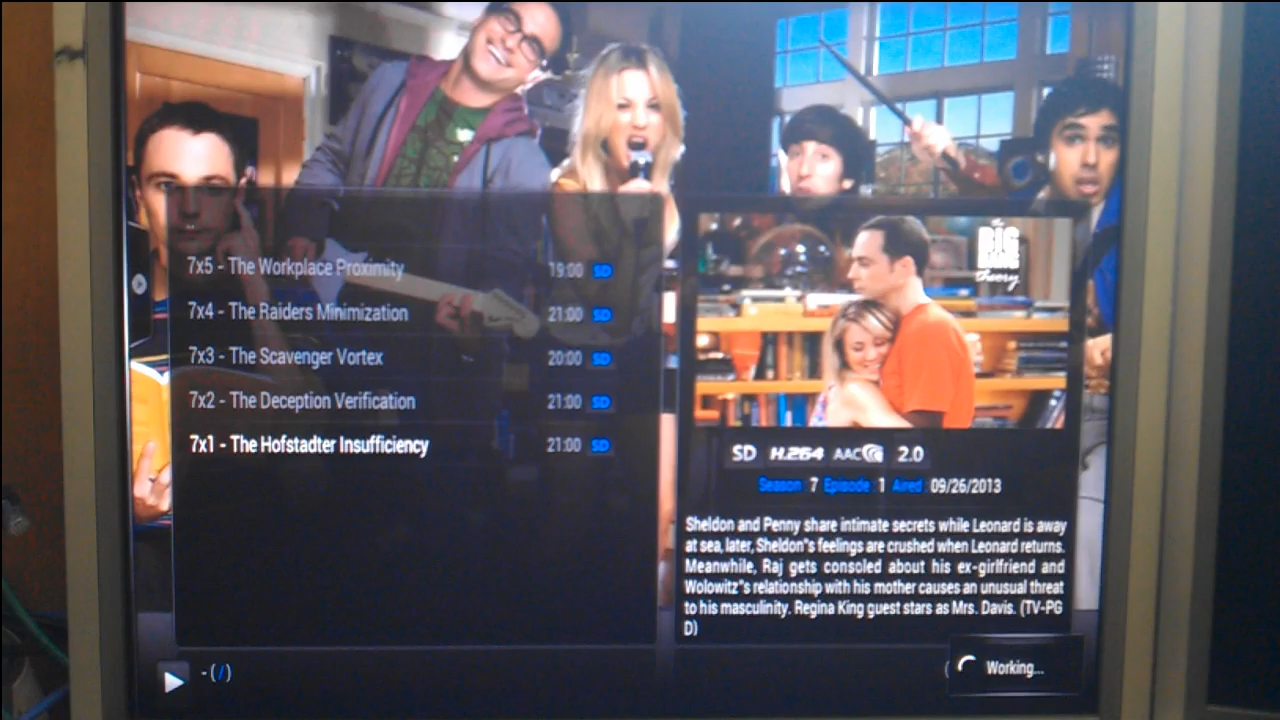 7x5 - The Workplace Proximity 19:00 SD
7x4 - The Raiders Minimization 21:00 SD
7x3 - The Scavenger Vortex 20:00 SD
7x2 - The Deception Verification 21:00 SD
7x1 - The Hofstadter Insufficiency 21:00 SD
the
BIG
BANG
theory
SD H.264 AAC 2.0
Season 7 Episode 1 Aired 09/26/2013
Sheldon and Penny share intimate secrets while Leonard is away
at sea, later, Sheldon"s feelings are crushed when Leonard returns.
Meanwhile, Raj gets consoled about his ex-girlfriend and
Wolowitz"s relationship with his mother causes an unusual threat
to his masculinity. Regina King guest stars as Mrs. Davis. (TV-PG
D)
- (/)
( Working...